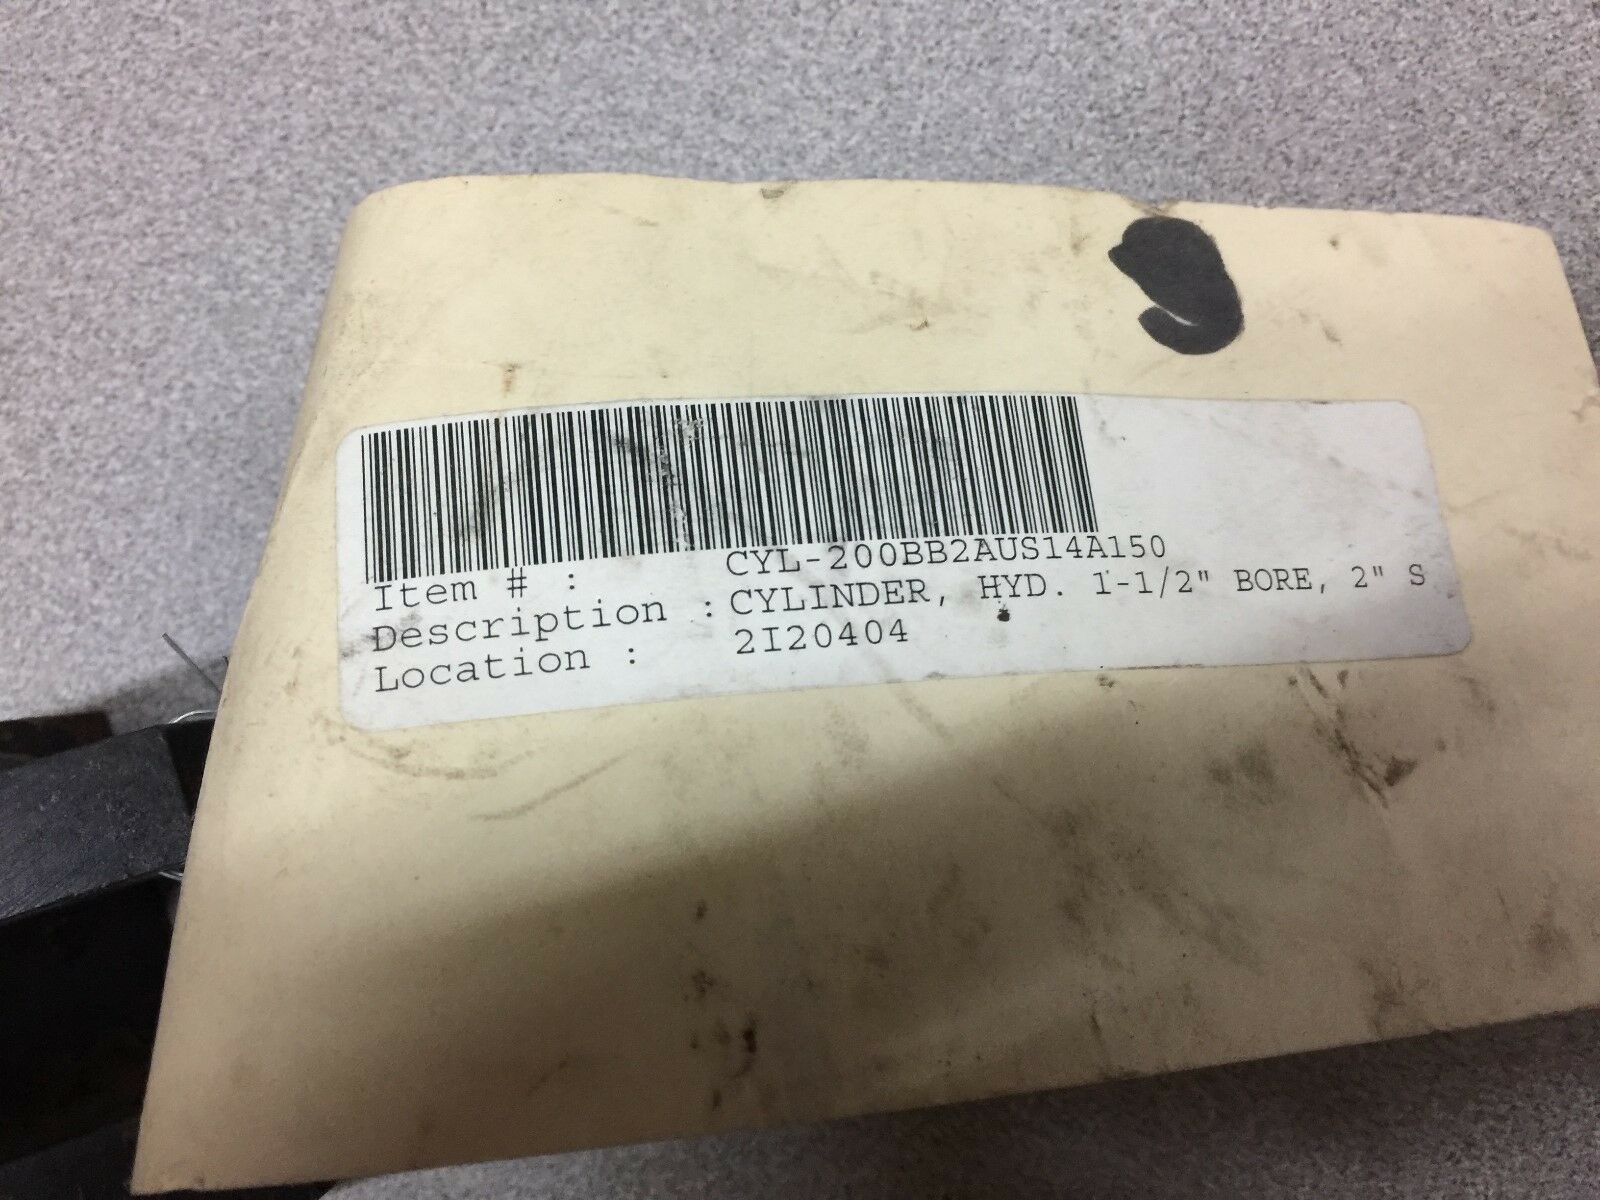 Item # : CYL-200BB2AUS14A150
Description : CYLINDER, HYD. 1-1/2" BORE, 2" S
Location : 2I20404